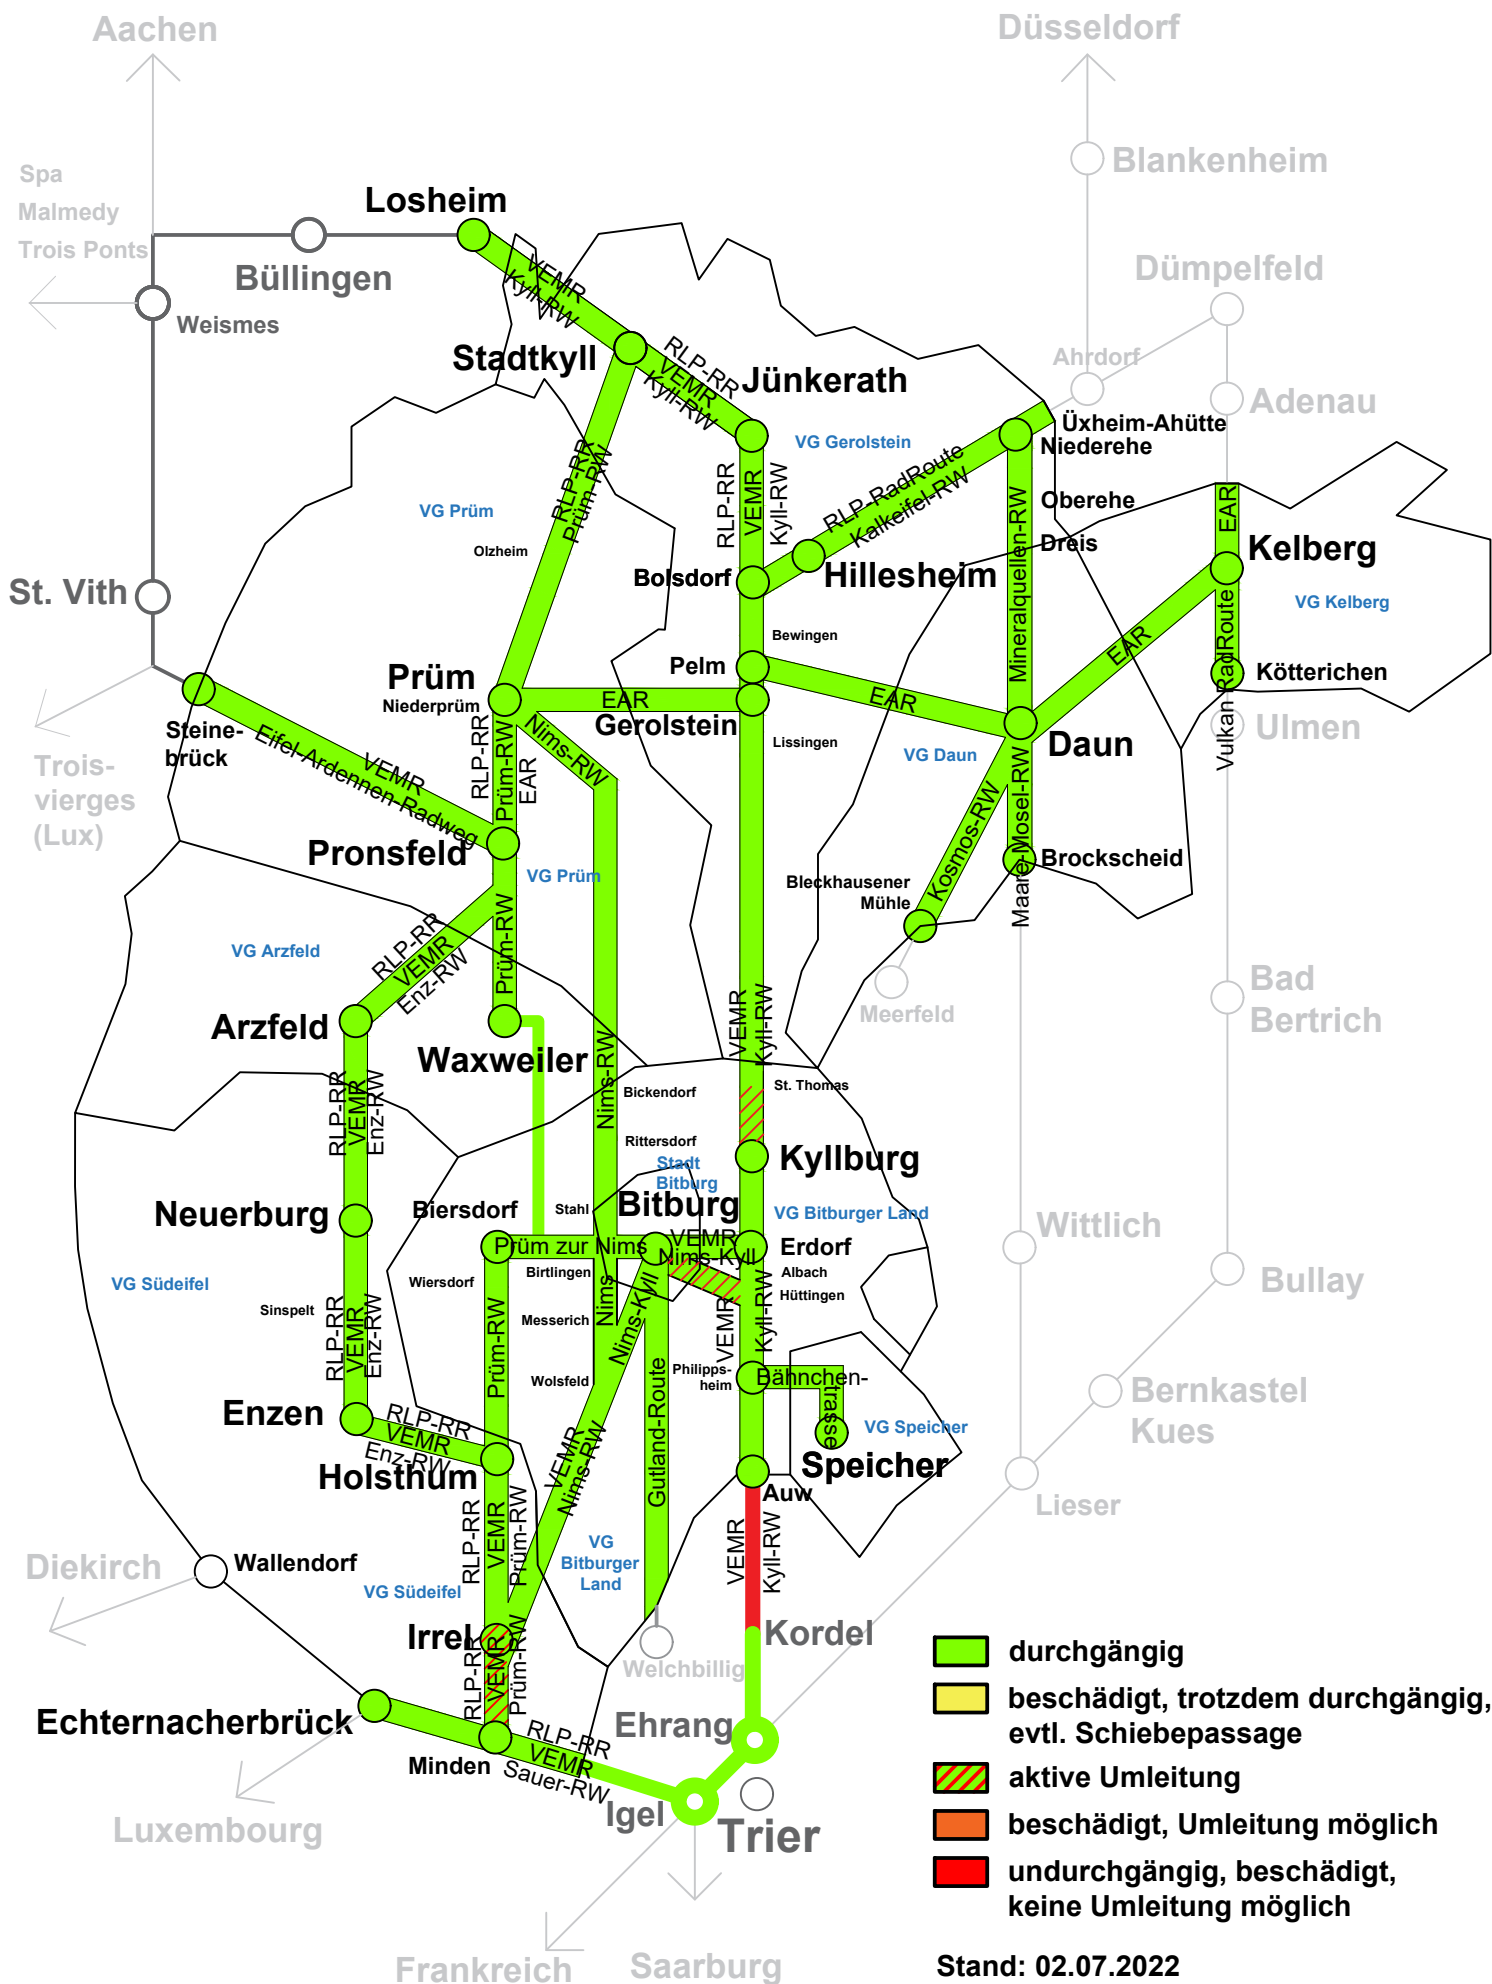 Aachen
Düsseldorf
Blankenheim
Spa
Malmedy
Trois Ponts
Losheim
Büllingen
Weismes
Dümpelfeld
Ahrdorf
Adenau
VEMR
Kyll-RW
Stadtkyll
RLP-RR
VEMR
Kyll-RW
Jünkerath
VG Gerolstein
Üxheim-Ahütte
Niederehe
RLP-RR
Prüm-RW
RLP-RR
VEMR
Kyll-RW
RLP-RadRoute
Kalkeifel-RW
Mineralquellen-RW
Oberehe
Dreis
EAR
Kelberg
VG Prüm
Olzheim
Bolsdorf
Hillesheim
St. Vith
VG Kelberg
Bewingen
Pelm
EAR
EAR
Vulkan-RadRoute
Kötterichen
Prüm
Niederprüm
EAR
Gerolstein
Ulmen
Steine-
brück
Eifel-Ardennen-Radweg
VEMR
RLP-RR
Prüm-RW
EAR
Nims-RW
Lissingen
VG Daun
Daun
Trois-
vierges
(Lux)
Pronsfeld
VG Prüm
Kosmos-RW
Maare-Mosel-RW
Brockscheid
Bleckhausener
Mühle
VG Arzfeld
RLP-RR
VEMR
Enz-RW
Prüm-RW
Meerfeld
Bad
Bertrich
Arzfeld
Waxweiler
Nims-RW
VEMR
Kyll-RW
St. Thomas
RLP-RR
VEMR
Enz-RW
Bickendorf
Rittersdorf
Stadt
Bitburg
Kyllburg
Neuerburg
Biersdorf
Stahl
Bitburg
VG Bitburger Land
Wittlich
Prüm zur Nims
VEMR
Nims-Kyll
Erdorf
VG Südeifel
Wiersdorf
Birtlingen
Albach
Hüttingen
Bullay
Sinspelt
Messerich
RLP-RR
VEMR
Enz-RW
Prüm-RW
Nims
Nims-Kyll
VEMR
Kyll-RW
Wolsfeld
Philipps-
heim
Bähnchen-
trasse
Bernkastel
Kues
Enzen
RLP-RR
VEMR
Enz-RW
Gutland-Route
VG Speicher
Holsthum
VEMR
Nims-RW
Speicher
Auw
Lieser
RLP-RR
VEMR
Prüm-RW
VEMR
Kyll-RW
Diekirch
Wallendorf
VG
Bitburger
Land
VG Südeifel
Irrel
Kordel
Welchbillig
RLP-RR
VEMR
Prüm-RW
Echternacherbrück
Minden
RLP-RR
VEMR
Sauer-RW
Ehrang
Igel
Trier
Luxembourg
Frankreich
Saarburg
durchgängig
beschädigt, trotzdem durchgängig,
evtl. Schiebepassage
aktive Umleitung
beschädigt, Umleitung möglich
undurchgängig, beschädigt,
keine Umleitung möglich
Stand: 02.07.2022